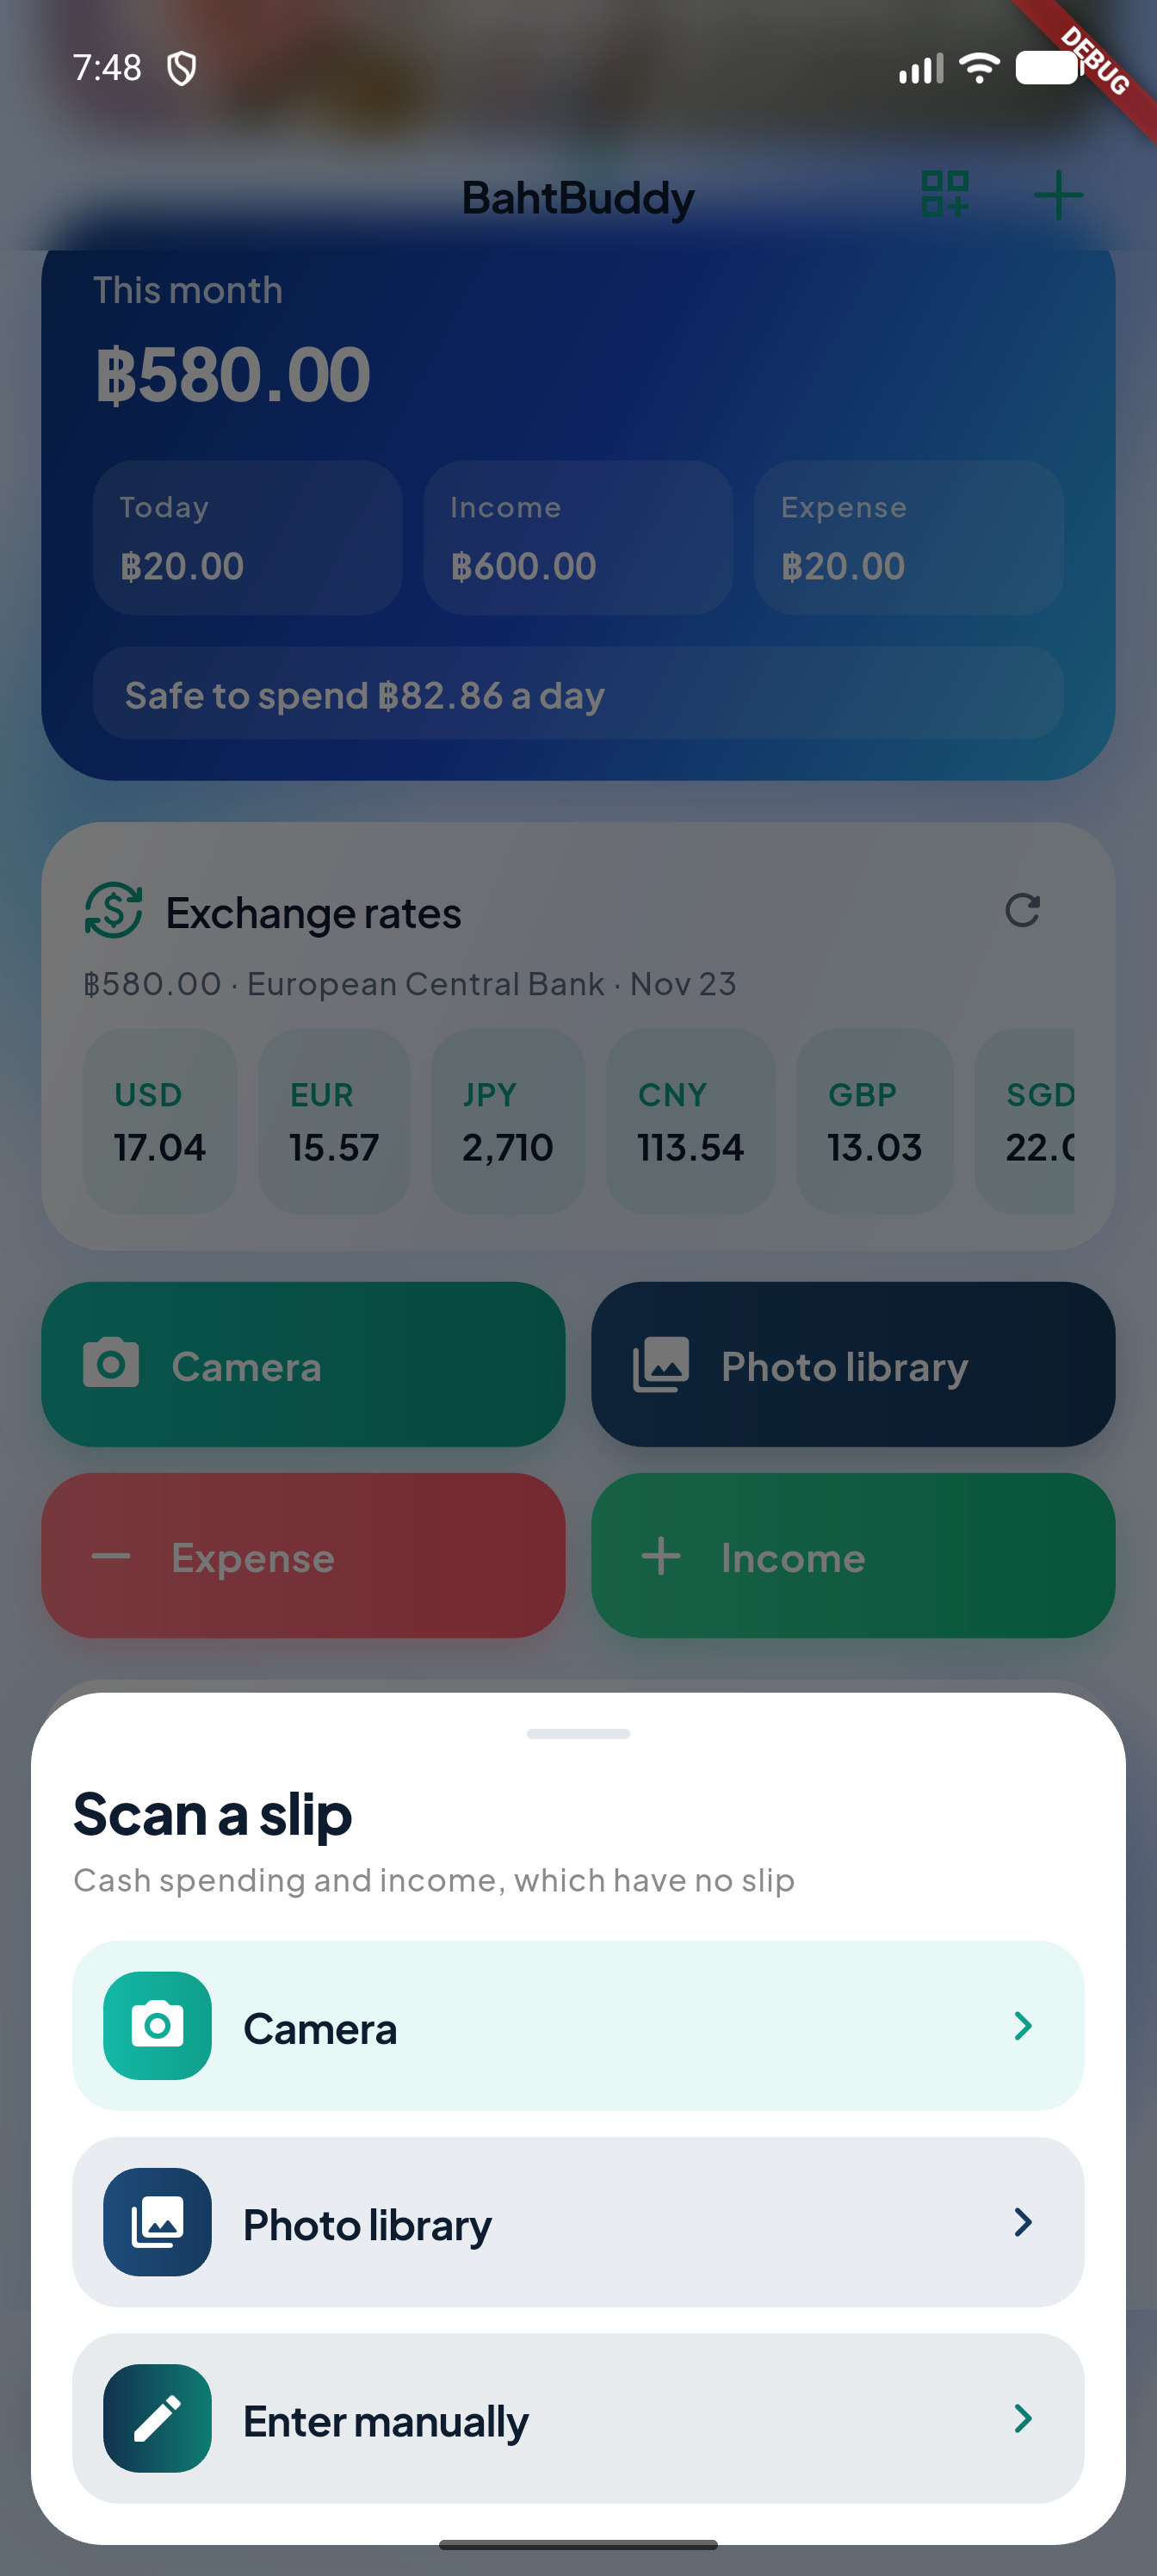 7:48
DEBUG
BahtBuddy
This month
฿580.00
Today
฿20.00
Income
฿600.00
Expense
฿20.00
Safe to spend ฿82.86 a day
Exchange rates
฿580.00 · European Central Bank · Nov 23
USD
17.04
EUR
15.57
JPY
2,710
CNY
113.54
GBP
13.03
SGD
Camera
Photo library
Expense
Income
Scan a slip
Cash spending and income, which have no slip
Camera
Photo library
Enter manually